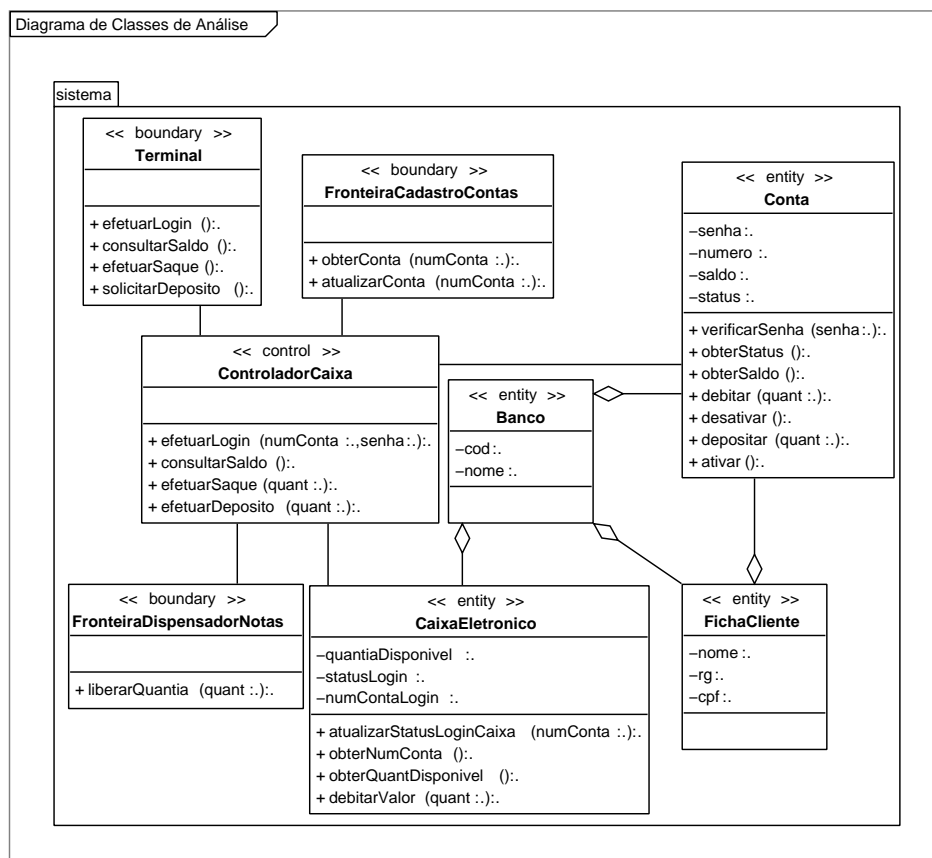 Diagrama de Classes de Análise
sistema
<< boundary >>
Terminal
+ efetuarLogin ():.
+ consultarSaldo ():.
+ efetuarSaque ():.
+ solicitarDeposito ():.
<< boundary >>
FronteiraCadastroContas
+ obterConta (numConta :.):.
+ atualizarConta (numConta :.):.
<< entity >>
Conta
−senha :.
−numero :.
−saldo :.
−status :.
+ verificarSenha (senha :.):.
+ obterStatus ():.
+ obterSaldo ():.
+ debitar (quant :.):.
+ desativar ():.
+ depositar (quant :.):.
+ ativar ():.
<< control >>
ControladorCaixa
+ efetuarLogin (numConta :.,senha :.):.
+ consultarSaldo ():.
+ efetuarSaque (quant :.):.
+ efetuarDeposito (quant :.):.
<< entity >>
Banco
−cod :.
−nome :.
<< boundary >>
FronteiraDispensadorNotas
+ liberarQuantia (quant :.):.
<< entity >>
CaixaEletronico
−quantiaDisponivel :.
−statusLogin :.
−numContaLogin :.
+ atualizarStatusLoginCaixa (numConta :.):.
+ obterNumConta ():.
+ obterQuantDisponivel ():.
+ debitarValor (quant :.):.
<< entity >>
FichaCliente
−nome :.
−rg :.
−cpf :.